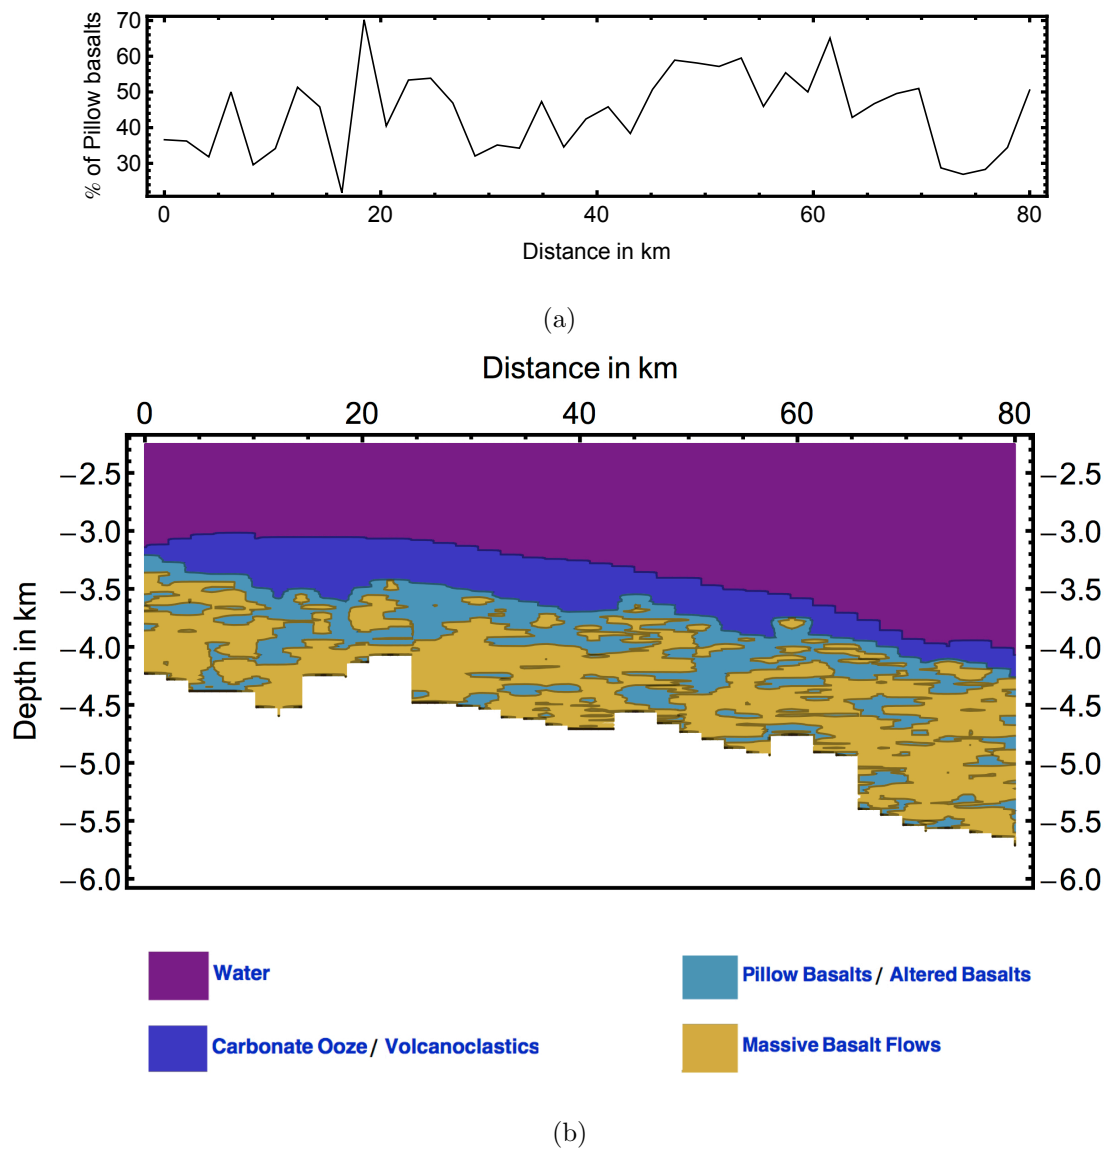 % of Pillow basalts
70
60
50
40
30
0 20 40 60 80
Distance in km
(a)
Distance in km
0 20 40 60 80
Depth in km
−2.5 −2.5
−3.0 −3.0
−3.5 −3.5
−4.0 −4.0
−4.5 −4.5
−5.0 −5.0
−5.5 −5.5
−6.0 −6.0
Water Pillow Basalts / Altered Basalts
Carbonate Ooze / Volcanoclastics Massive Basalt Flows
(b)